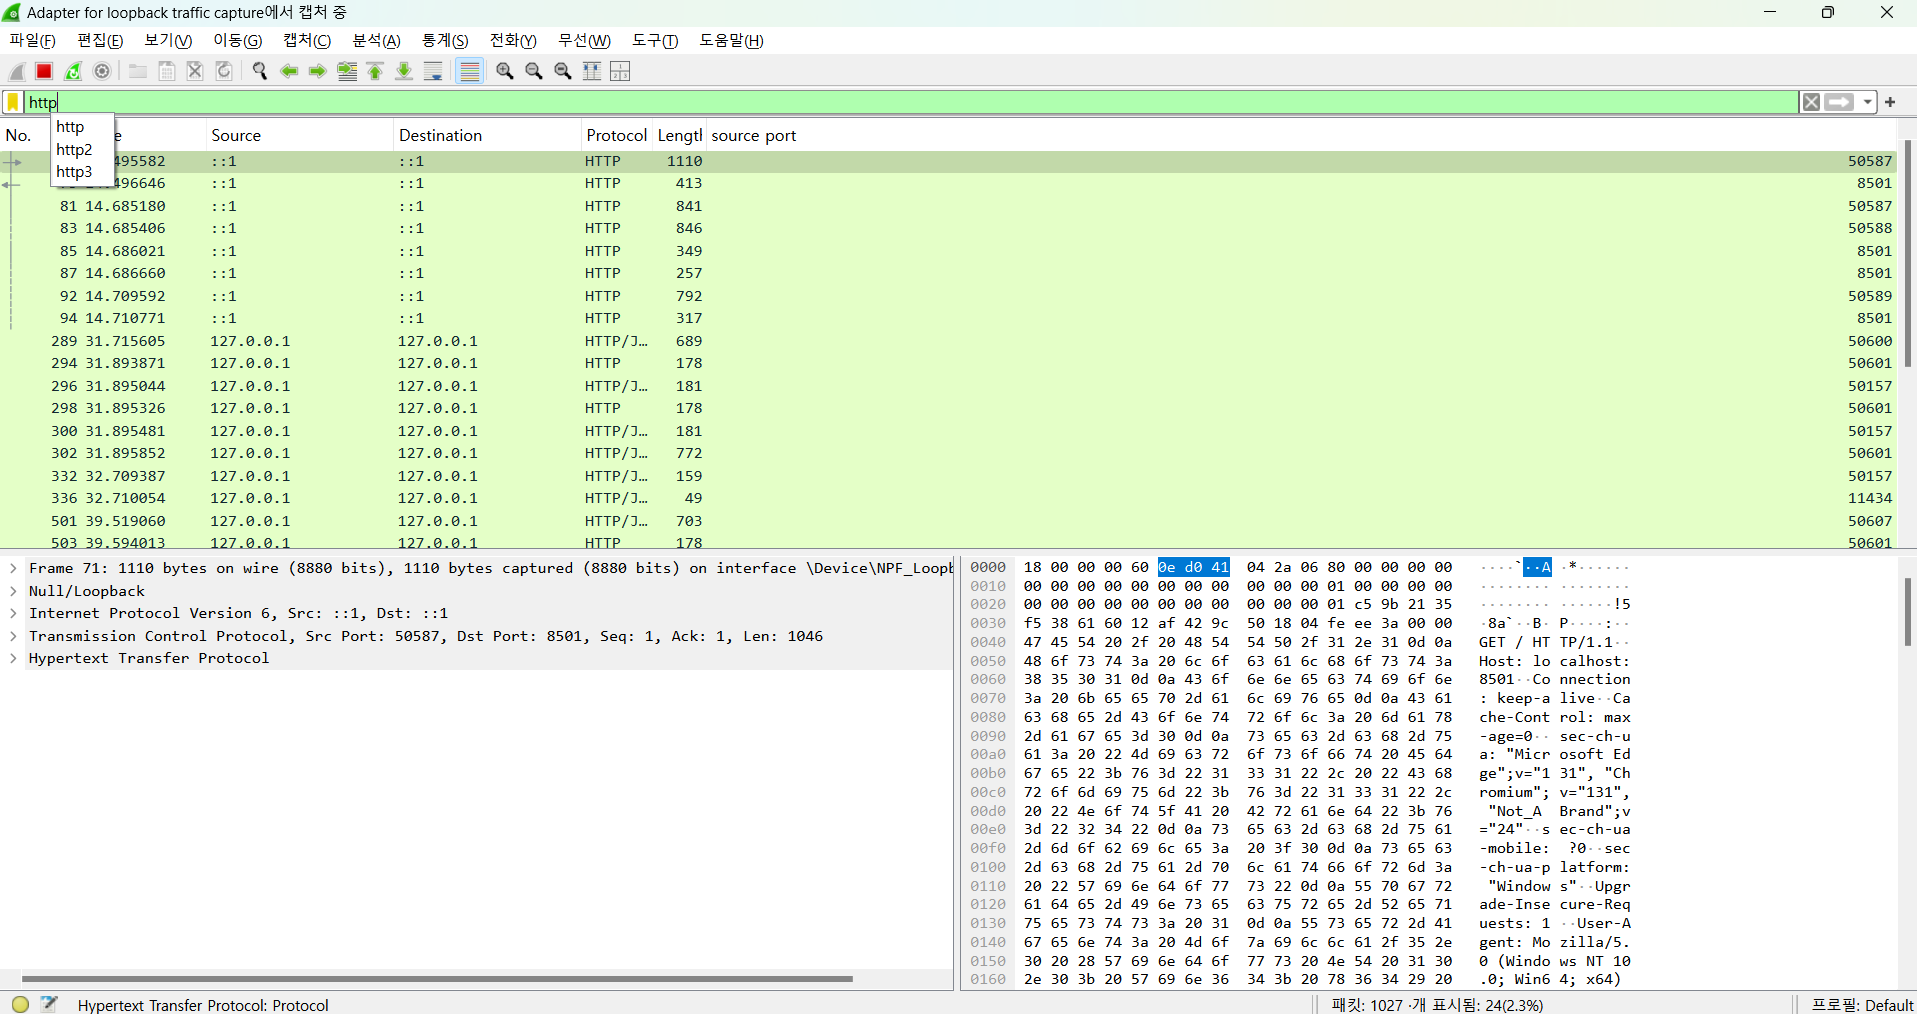 Adapter for loopback traffic capture에서 캡처 중
파일(F) 편집(E) 보기(V) 이동(G) 캡처(C) 분석(A) 통계(S) 전화(Y) 무선(W) 도구(T) 도움말(H)
http
http
http2
http3
No. e Source Destination Protocol Lengtl source port
495582 ::1 ::1 HTTP 1110 50587
496646 ::1 ::1 HTTP 413 8501
81 14.685180 ::1 ::1 HTTP 841 50587
83 14.685406 ::1 ::1 HTTP 846 50588
85 14.686021 ::1 ::1 HTTP 349 8501
87 14.686660 ::1 ::1 HTTP 257 8501
92 14.709592 ::1 ::1 HTTP 792 50589
94 14.710771 ::1 ::1 HTTP 317 8501
289 31.715605 127.0.0.1 127.0.0.1 HTTP/J… 689 50600
294 31.893871 127.0.0.1 127.0.0.1 HTTP 178 50601
296 31.895044 127.0.0.1 127.0.0.1 HTTP/J… 181 50157
298 31.895326 127.0.0.1 127.0.0.1 HTTP 178 50601
300 31.895481 127.0.0.1 127.0.0.1 HTTP/J… 181 50157
302 31.895852 127.0.0.1 127.0.0.1 HTTP/J… 772 50601
332 32.709387 127.0.0.1 127.0.0.1 HTTP/J… 159 50157
336 32.710054 127.0.0.1 127.0.0.1 HTTP/J… 49 11434
501 39.519060 127.0.0.1 127.0.0.1 HTTP/J… 703 50607
503 39.594013 127.0.0.1 127.0.0.1 HTTP 178 50601
Frame 71: 1110 bytes on wire (8880 bits), 1110 bytes captured (8880 bits) on interface \Device\NPF_Loopb
Null/Loopback
Internet Protocol Version 6, Src: ::1, Dst: ::1
Transmission Control Protocol, Src Port: 50587, Dst Port: 8501, Seq: 1, Ack: 1, Len: 1046
Hypertext Transfer Protocol
0000 18 00 00 00 60 0e d0 41 04 2a 06 80 00 00 00 00 ····`··A ·*······
0010 00 00 00 00 00 00 00 00 00 00 00 01 00 00 00 00 ········ ········
0020 00 00 00 00 00 00 00 00 00 00 00 01 c5 9b 21 35 ········ ······!5
0030 f5 38 61 60 12 af 42 9c 50 18 04 fe ee 3a 00 00 ·8a`··B· P····:··
0040 47 45 54 20 2f 20 48 54 54 50 2f 31 2e 31 0d 0a GET / HT TP/1.1··
0050 48 6f 73 74 3a 20 6c 6f 63 61 6c 68 6f 73 74 3a Host: lo calhost:
0060 38 35 30 31 0d 0a 43 6f 6e 6e 65 63 74 69 6f 6e 8501··Co nnection
0070 3a 20 6b 65 65 70 2d 61 6c 69 76 65 0d 0a 43 61 : keep-a live··Ca
0080 63 68 65 2d 43 6f 6e 74 72 6f 6c 3a 20 6d 61 78 che-Cont rol: max
0090 2d 61 67 65 3d 30 0d 0a 73 65 63 2d 63 68 2d 75 -age=0·· sec-ch-u
00a0 61 3a 20 22 4d 69 63 72 6f 73 6f 66 74 20 45 64 a: "Micr osoft Ed
00b0 67 65 22 3b 76 3d 22 31 33 31 22 2c 20 22 43 68 ge";v="1 31", "Ch
00c0 72 6f 6d 69 75 6d 22 3b 76 3d 22 31 33 31 22 2c romium"; v="131",
00d0 20 22 4e 6f 74 5f 41 20 42 72 61 6e 64 22 3b 76 "Not_A Brand";v
00e0 3d 22 32 34 22 0d 0a 73 65 63 2d 63 68 2d 75 61 ="24"··s ec-ch-ua
00f0 2d 6d 6f 62 69 6c 65 3a 20 3f 30 0d 0a 73 65 63 -mobile: ?0··sec
0100 2d 63 68 2d 75 61 2d 70 6c 61 74 66 6f 72 6d 3a -ch-ua-p latform:
0110 20 22 57 69 6e 64 6f 77 73 22 0d 0a 55 70 67 72 "Window s"··Upgr
0120 61 64 65 2d 49 6e 73 65 63 75 72 65 2d 52 65 71 ade-Inse cure-Req
0130 75 65 73 74 73 3a 20 31 0d 0a 55 73 65 72 2d 41 uests: 1 ··User-A
0140 67 65 6e 74 3a 20 4d 6f 7a 69 6c 6c 61 2f 35 2e gent: Mo zilla/5.
0150 30 20 28 57 69 6e 64 6f 77 73 20 4e 54 20 31 30 0 (Windo ws NT 10
0160 2e 30 3b 20 57 69 6e 36 34 3b 20 78 36 34 29 20 .0; Win6 4; x64)
Hypertext Transfer Protocol: Protocol 패킷: 1027 ·개 표시됨: 24(2.3%) 프로필: Default